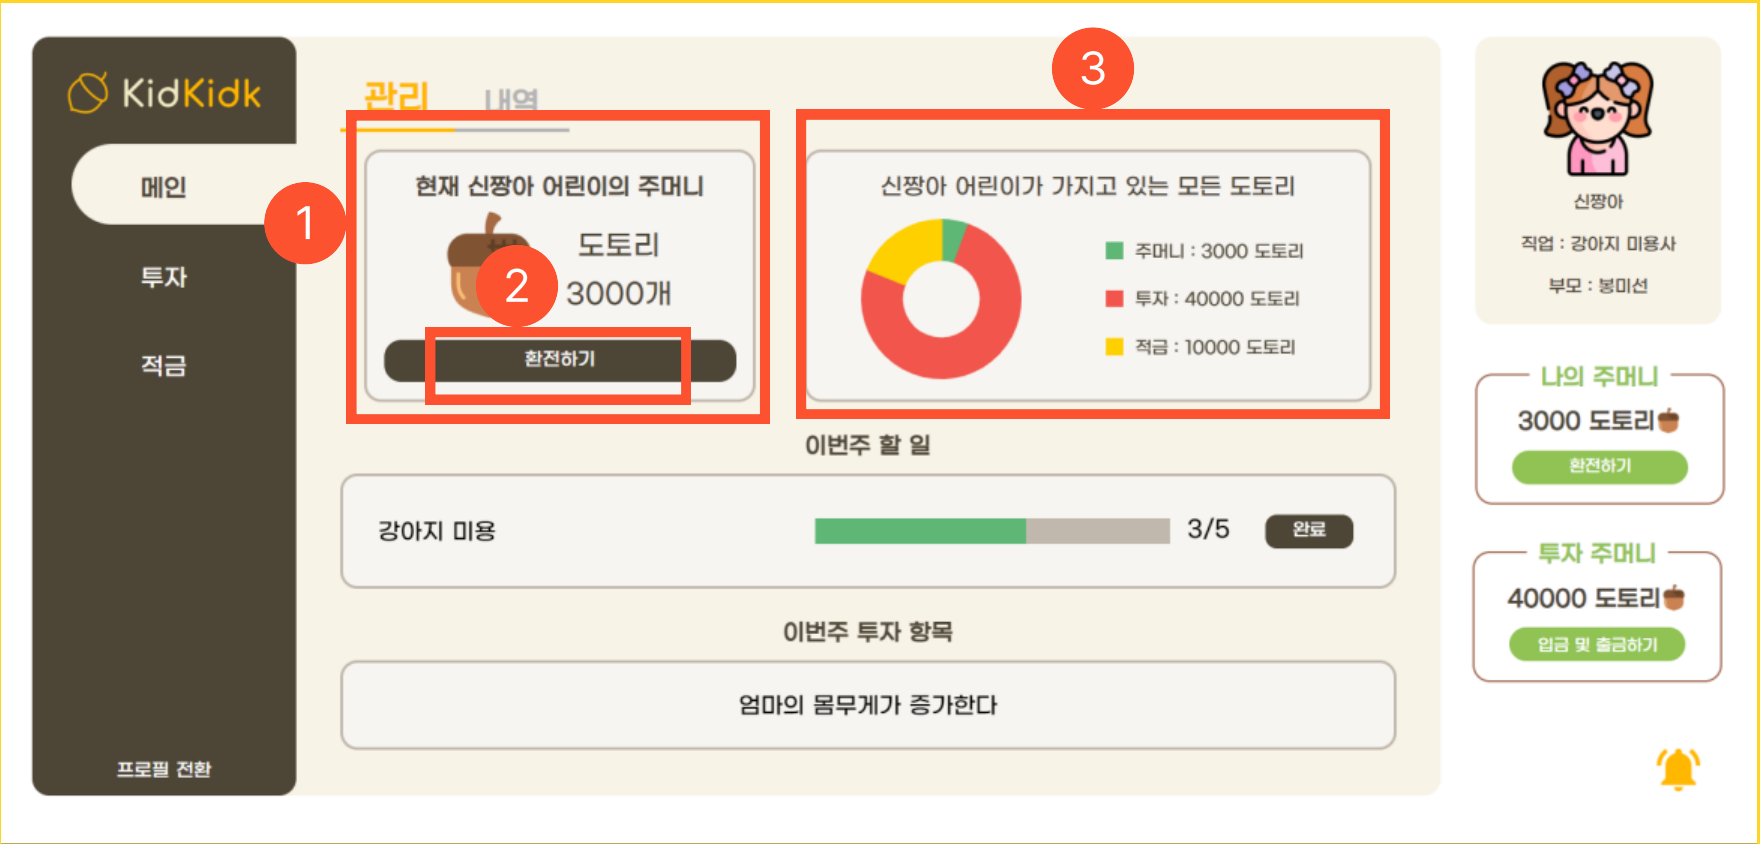 KidKidk
메인
투자
적금
프로필 전환
관리
내역
1
현재 신짱아 어린이의 주머니
도토리
3000개
2
환전하기
3
신짱아 어린이가 가지고 있는 모든 도토리
주머니 : 3000 도토리
투자 : 40000 도토리
적금 : 10000 도토리
이번주 할 일
강아지 미용
3/5
완료
이번주 투자 항목
엄마의 몸무게가 증가한다
신짱아
직업 : 강아지 미용사
부모 : 봉미선
나의 주머니
3000 도토리
환전하기
투자 주머니
40000 도토리
입금 및 출금하기